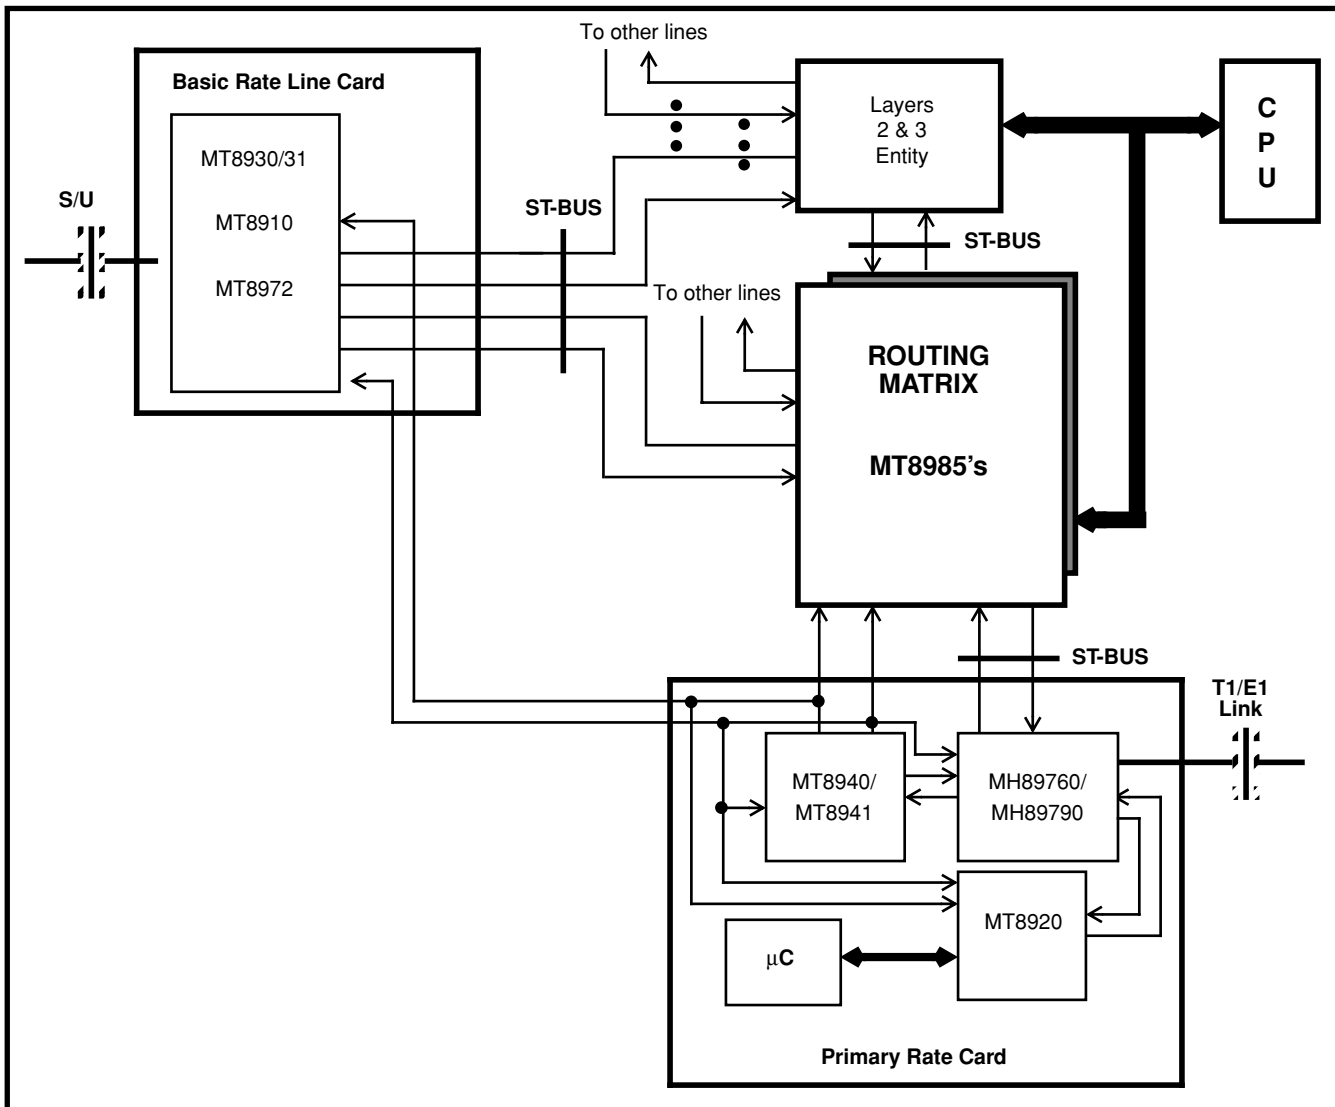 To other lines
Basic Rate Line Card
MT8930/31
MT8910
MT8972
S/U
ST-BUS
Layers
2 & 3
Entity
C
P
U
ST-BUS
To other lines
ROUTING
MATRIX
MT8985's
ST-BUS
T1/E1
Link
MT8940/
MT8941
MH89760/
MH89790
MT8920
µC
Primary Rate Card